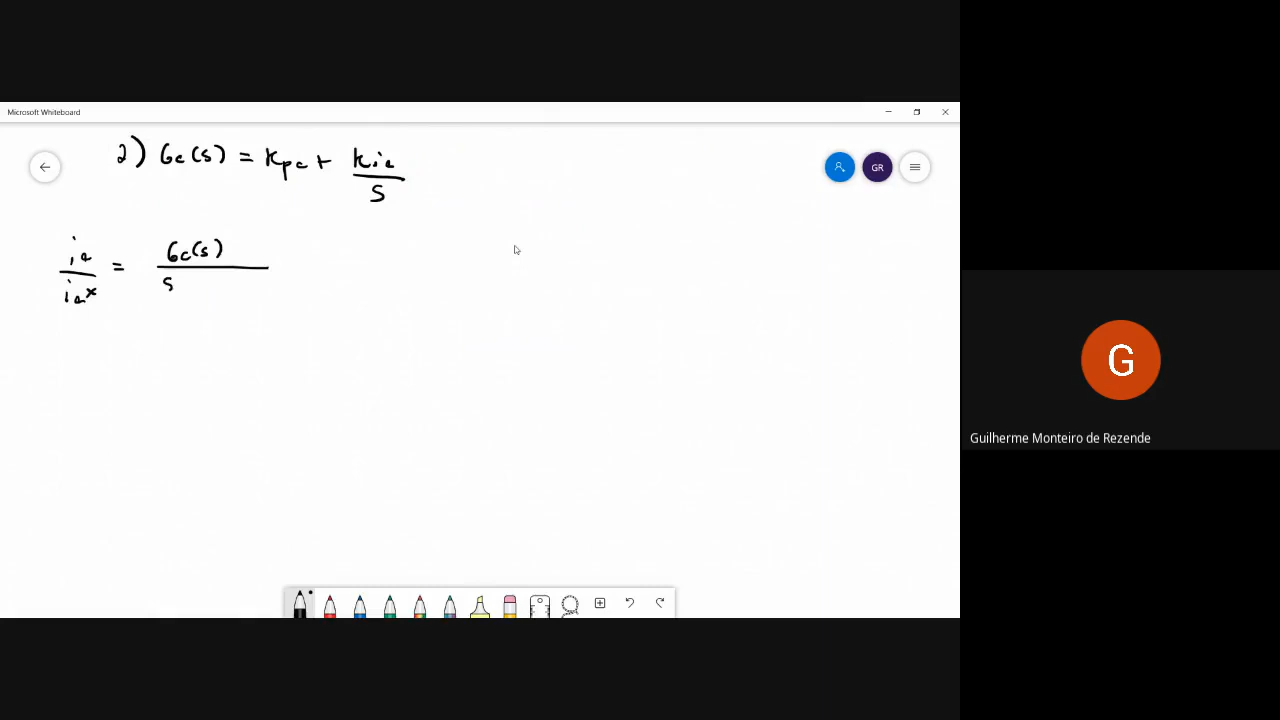 Microsoft Whiteboard
2) Gc(s) = Kpc + Kic / s
GR
ia / ia* = Gc(s) / s
G
Guilherme Monteiro de Rezende